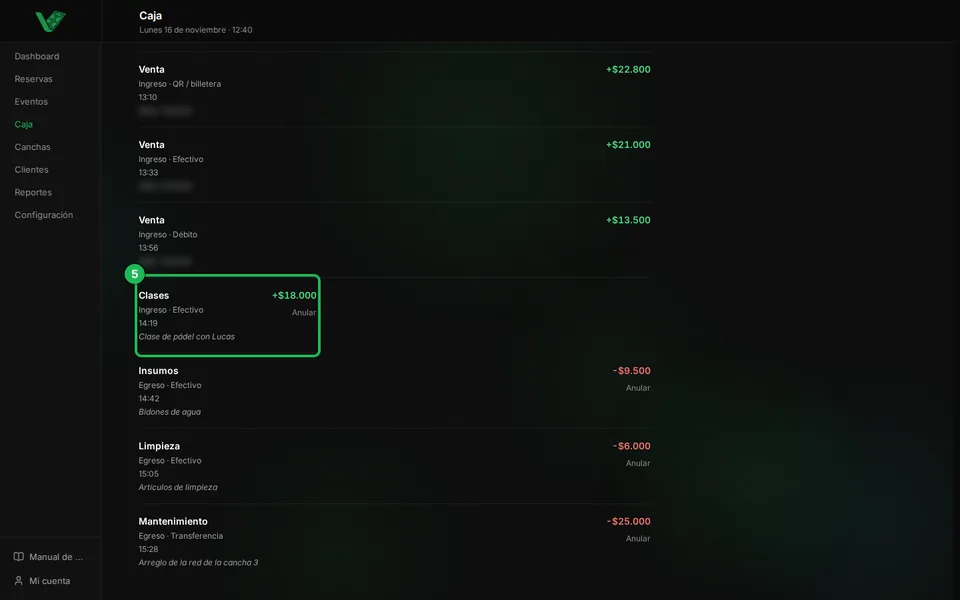 Caja
Lunes 16 de noviembre · 12:40
Dashboard
Reservas
Eventos
Caja
Canchas
Clientes
Reportes
Configuración
Manual de ...
Mi cuenta
Venta +$22.800
Ingreso · QR / billetera
13:10
Venta +$21.000
Ingreso · Efectivo
13:33
Venta +$13.500
Ingreso · Débito
13:56
5
Clases +$18.000
Ingreso · Efectivo Anular
14:19
Clase de pádel con Lucas
Insumos -$9.500
Egreso · Efectivo Anular
14:42
Bidones de agua
Limpieza -$6.000
Egreso · Efectivo Anular
15:05
Artículos de limpieza
Mantenimiento -$25.000
Egreso · Transferencia Anular
15:28
Arreglo de la red de la cancha 3